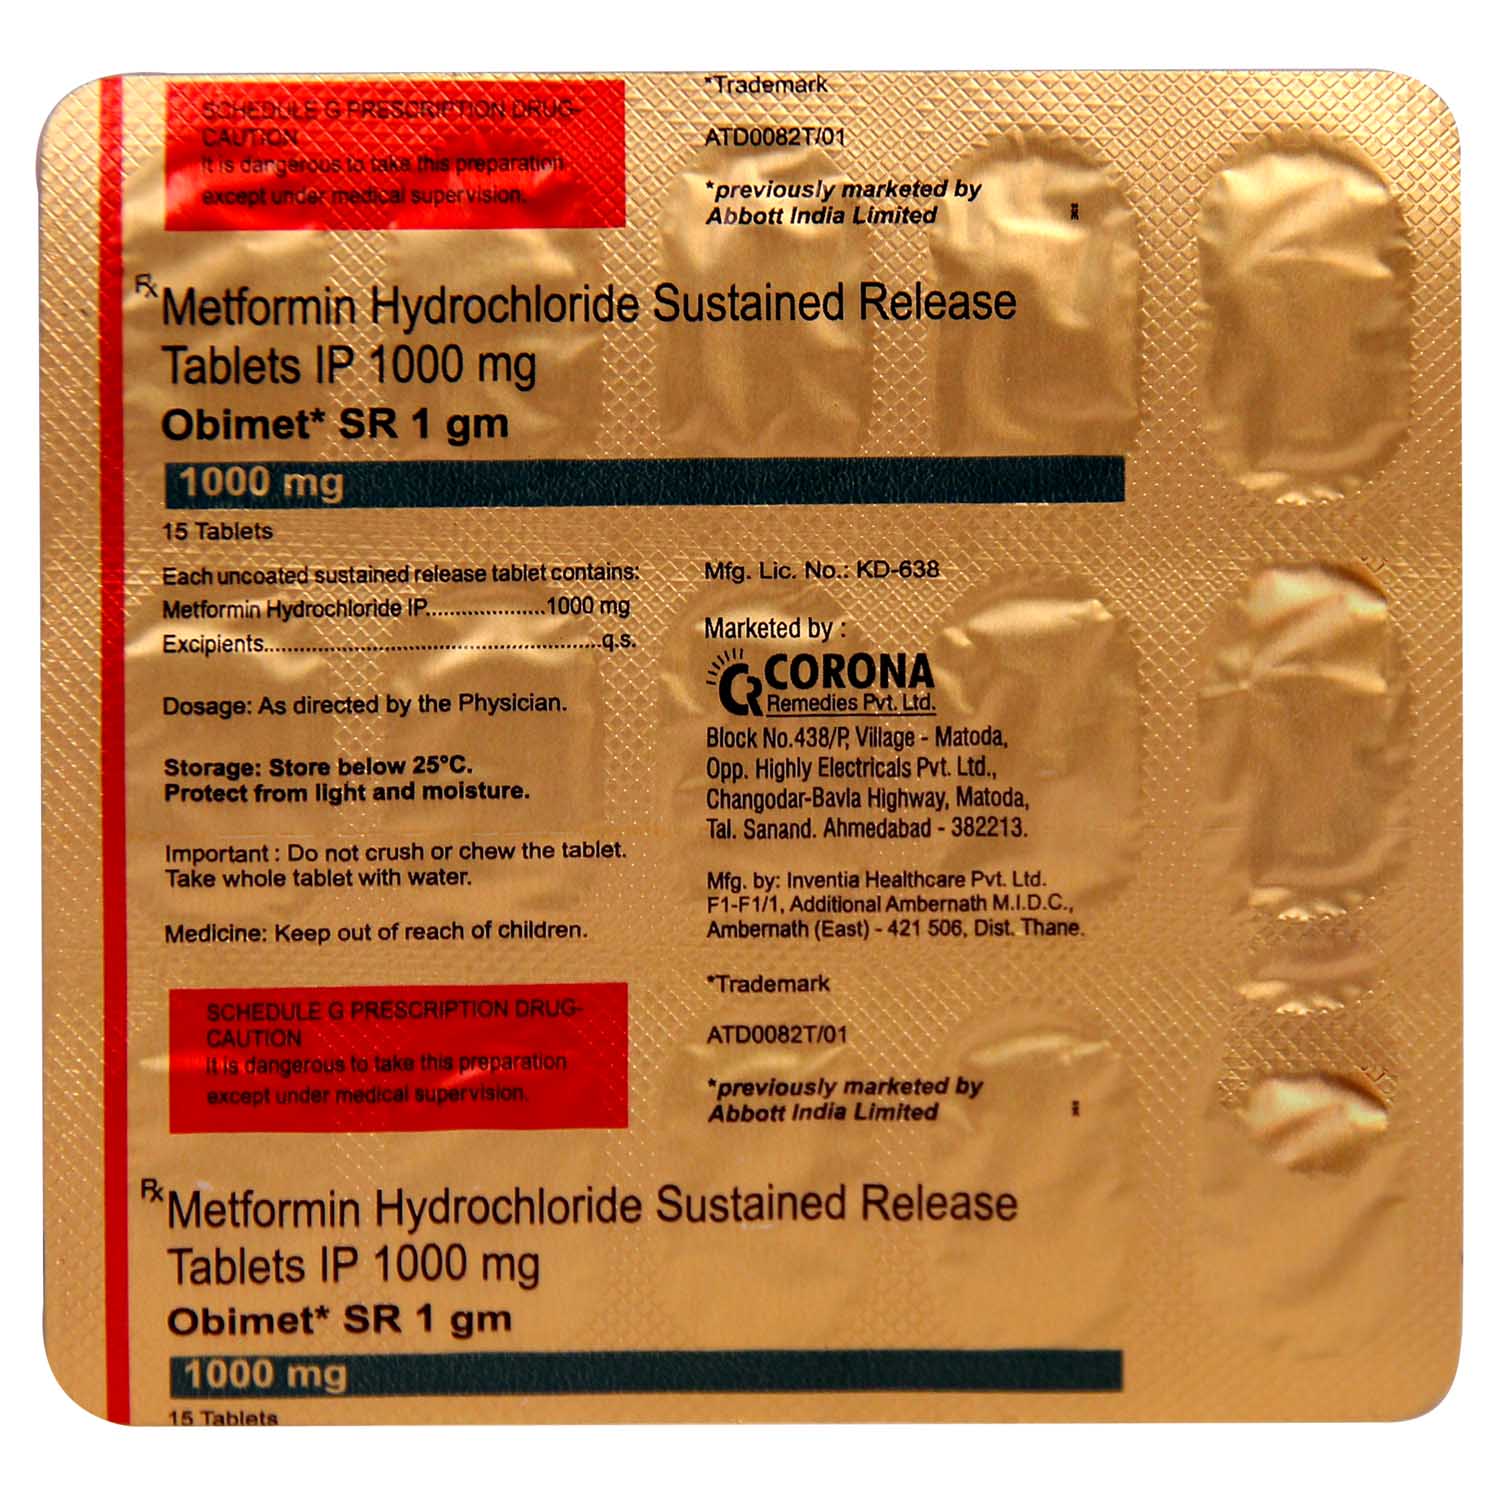 SCHEDULE G PRESCRIPTION DRUG-
CAUTION
It is dangerous to take this preparation
except under medical supervision.
*Trademark
ATD0082T/01
*previously marketed by
Abbott India Limited
Rx Metformin Hydrochloride Sustained Release
Tablets IP 1000 mg
Obimet* SR 1 gm
1000 mg
15 Tablets
Each uncoated sustained release tablet contains:
Metformin Hydrochloride IP....................1000 mg
Excipients.....................................................q.s.
Dosage: As directed by the Physician.
Storage: Store below 25°C.
Protect from light and moisture.
Important : Do not crush or chew the tablet.
Take whole tablet with water.
Medicine: Keep out of reach of children.
Mfg. Lic. No.: KD-638
Marketed by :
CR CORONA
Remedies Pvt. Ltd.
Block No.438/P, Village - Matoda,
Opp. Highly Electricals Pvt. Ltd.,
Changodar-Bavla Highway, Matoda,
Tal. Sanand. Ahmedabad - 382213.
Mfg. by: Inventia Healthcare Pvt. Ltd.
F1-F1/1, Additional Ambernath M.I.D.C.,
Ambernath (East) - 421 506, Dist. Thane.
SCHEDULE G PRESCRIPTION DRUG-
CAUTION
It is dangerous to take this preparation
except under medical supervision.
*Trademark
ATD0082T/01
*previously marketed by
Abbott India Limited
Rx Metformin Hydrochloride Sustained Release
Tablets IP 1000 mg
Obimet* SR 1 gm
1000 mg
15 Tablets